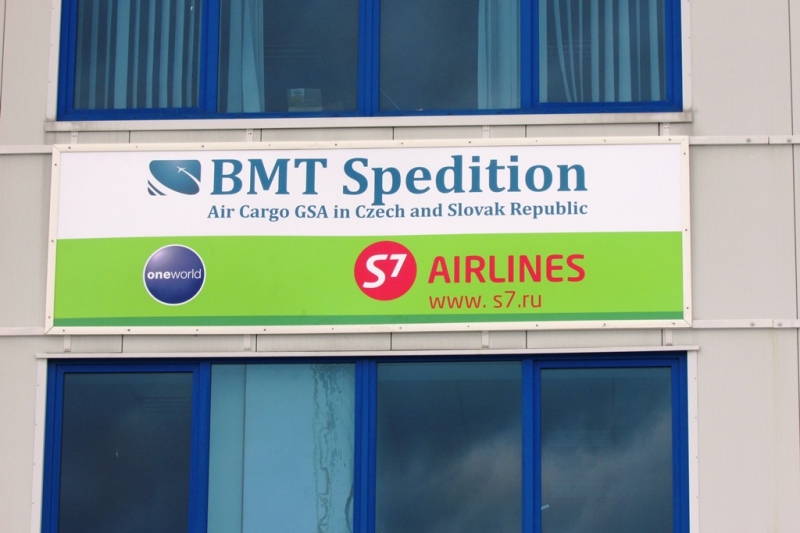 BMT Spedition
Air Cargo GSA in Czech and Slovak Republic
oneworld
S7 AIRLINES
www. s7.ru